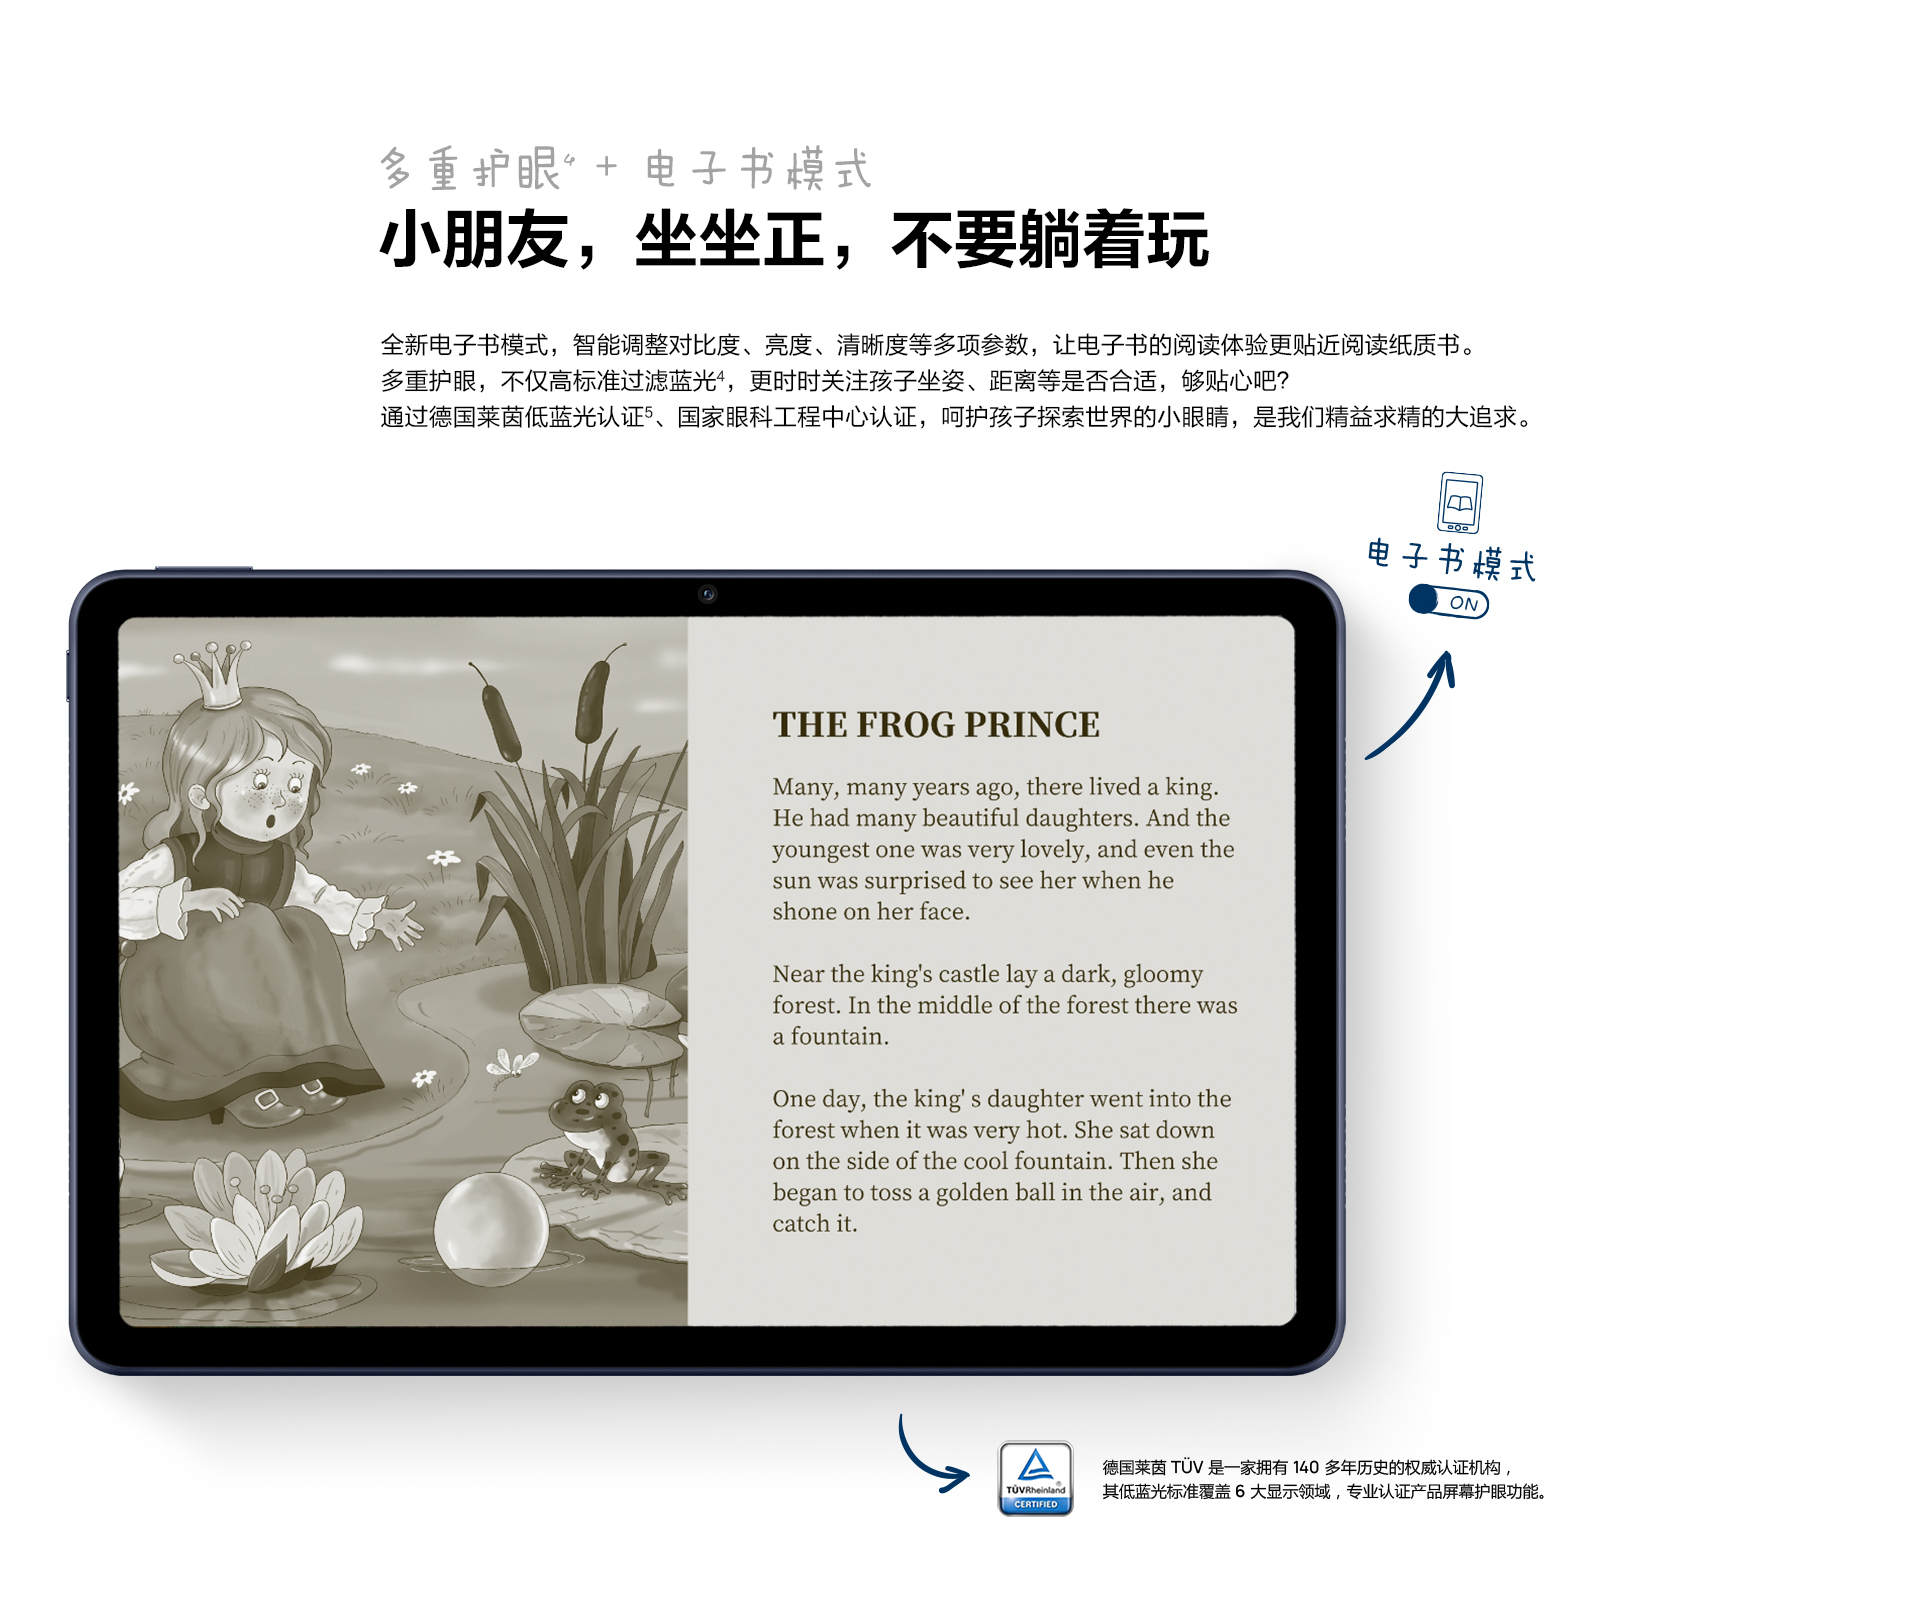 多重护眼⁴ + 电子书模式
小朋友，坐坐正，不要躺着玩
全新电子书模式，智能调整对比度、亮度、清晰度等多项参数，让电子书的阅读体验更贴近阅读纸质书。
多重护眼，不仅高标准过滤蓝光⁴，更时时关注孩子坐姿、距离等是否合适，够贴心吧？
通过德国莱茵低蓝光认证⁵、国家眼科工程中心认证，呵护孩子探索世界的小眼睛，是我们精益求精的大追求。
电子书模式
ON
THE FROG PRINCE
Many, many years ago, there lived a king.
He had many beautiful daughters. And the
youngest one was very lovely, and even the
sun was surprised to see her when he
shone on her face.
Near the king's castle lay a dark, gloomy
forest. In the middle of the forest there was
a fountain.
One day, the king' s daughter went into the
forest when it was very hot. She sat down
on the side of the cool fountain. Then she
began to toss a golden ball in the air, and
catch it.
TÜVRheinland®
CERTIFIED
德国莱茵 TÜV 是一家拥有 140 多年历史的权威认证机构，
其低蓝光标准覆盖 6 大显示领域，专业认证产品屏幕护眼功能。